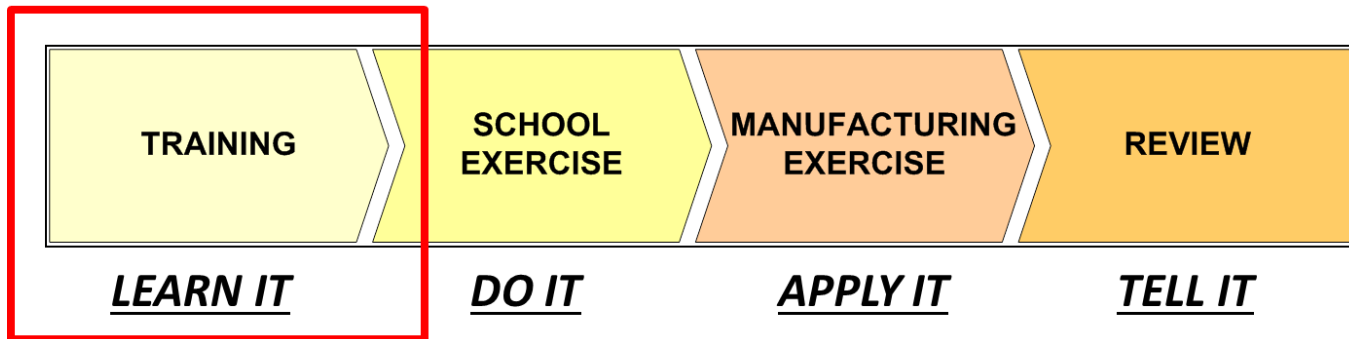 TRAINING
SCHOOL
EXERCISE
MANUFACTURING
EXERCISE
REVIEW
LEARN IT
DO IT
APPLY IT
TELL IT